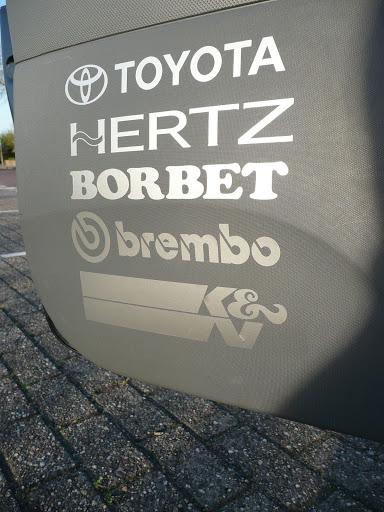 TOYOTA
HERTZ
BORBET
brembo
K&N